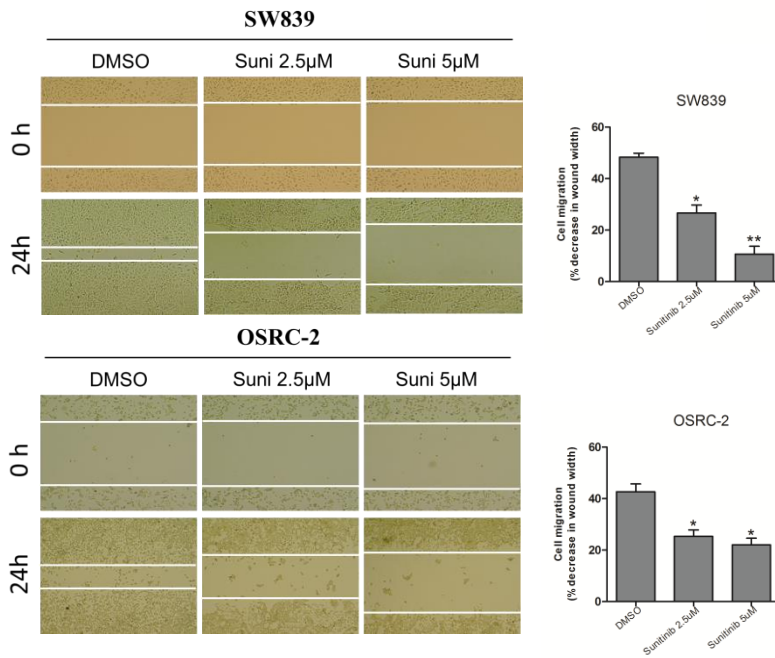 SW839
DMSO Suni 2.5μM Suni 5μM
0 h
24h
SW839
Cell migration
(% decrease in wound width)
60
40
20
0
*
**
DMSO
Sunitinib 2.5uM
Sunitinib 5uM
OSRC-2
DMSO Suni 2.5μM Suni 5μM
0 h
24h
OSRC-2
Cell migration
(% decrease in wound width)
60
40
20
0
*
*
DMSO
Sunitinib 2.5uM
Sunitinib 5uM